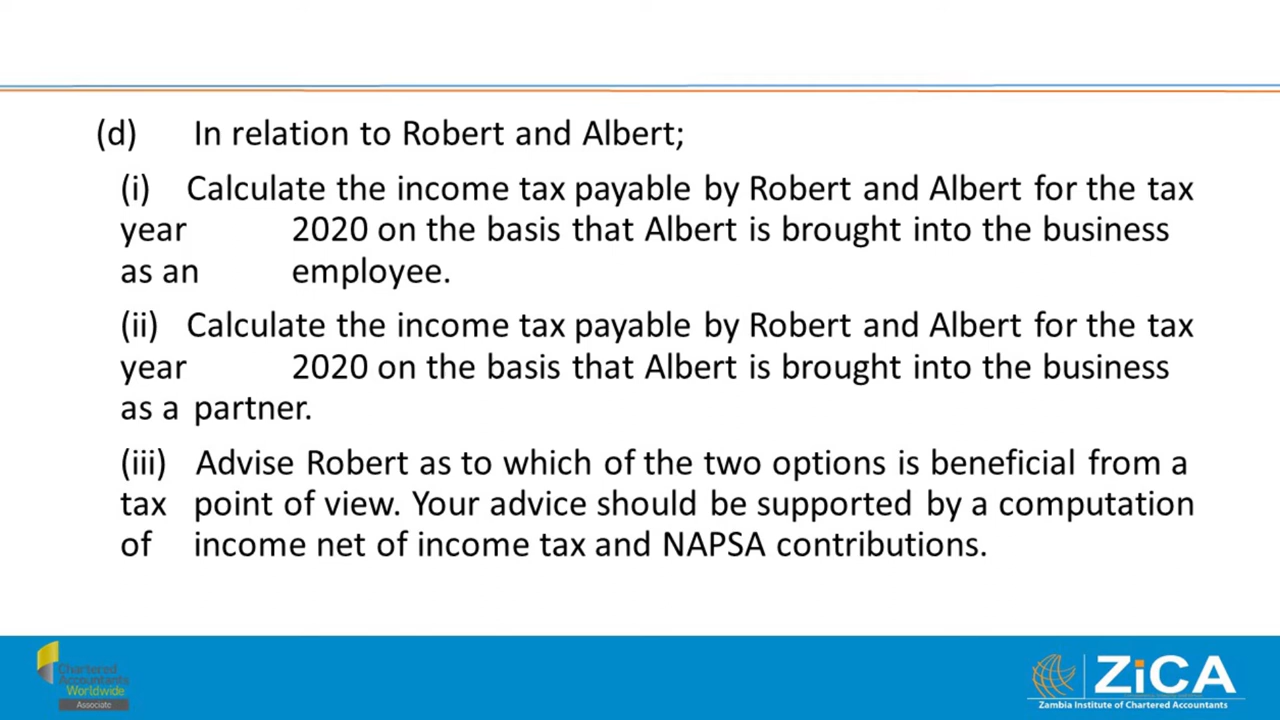 (d) In relation to Robert and Albert;
(i) Calculate the income tax payable by Robert and Albert for the tax
year 2020 on the basis that Albert is brought into the business
as an employee.
(ii) Calculate the income tax payable by Robert and Albert for the tax
year 2020 on the basis that Albert is brought into the business
as a partner.
(iii) Advise Robert as to which of the two options is beneficial from a
tax point of view. Your advice should be supported by a computation
of income net of income tax and NAPSA contributions.
Chartered
Accountants
Worldwide
Associate
ZiCA
Zambia Institute of Chartered Accountants